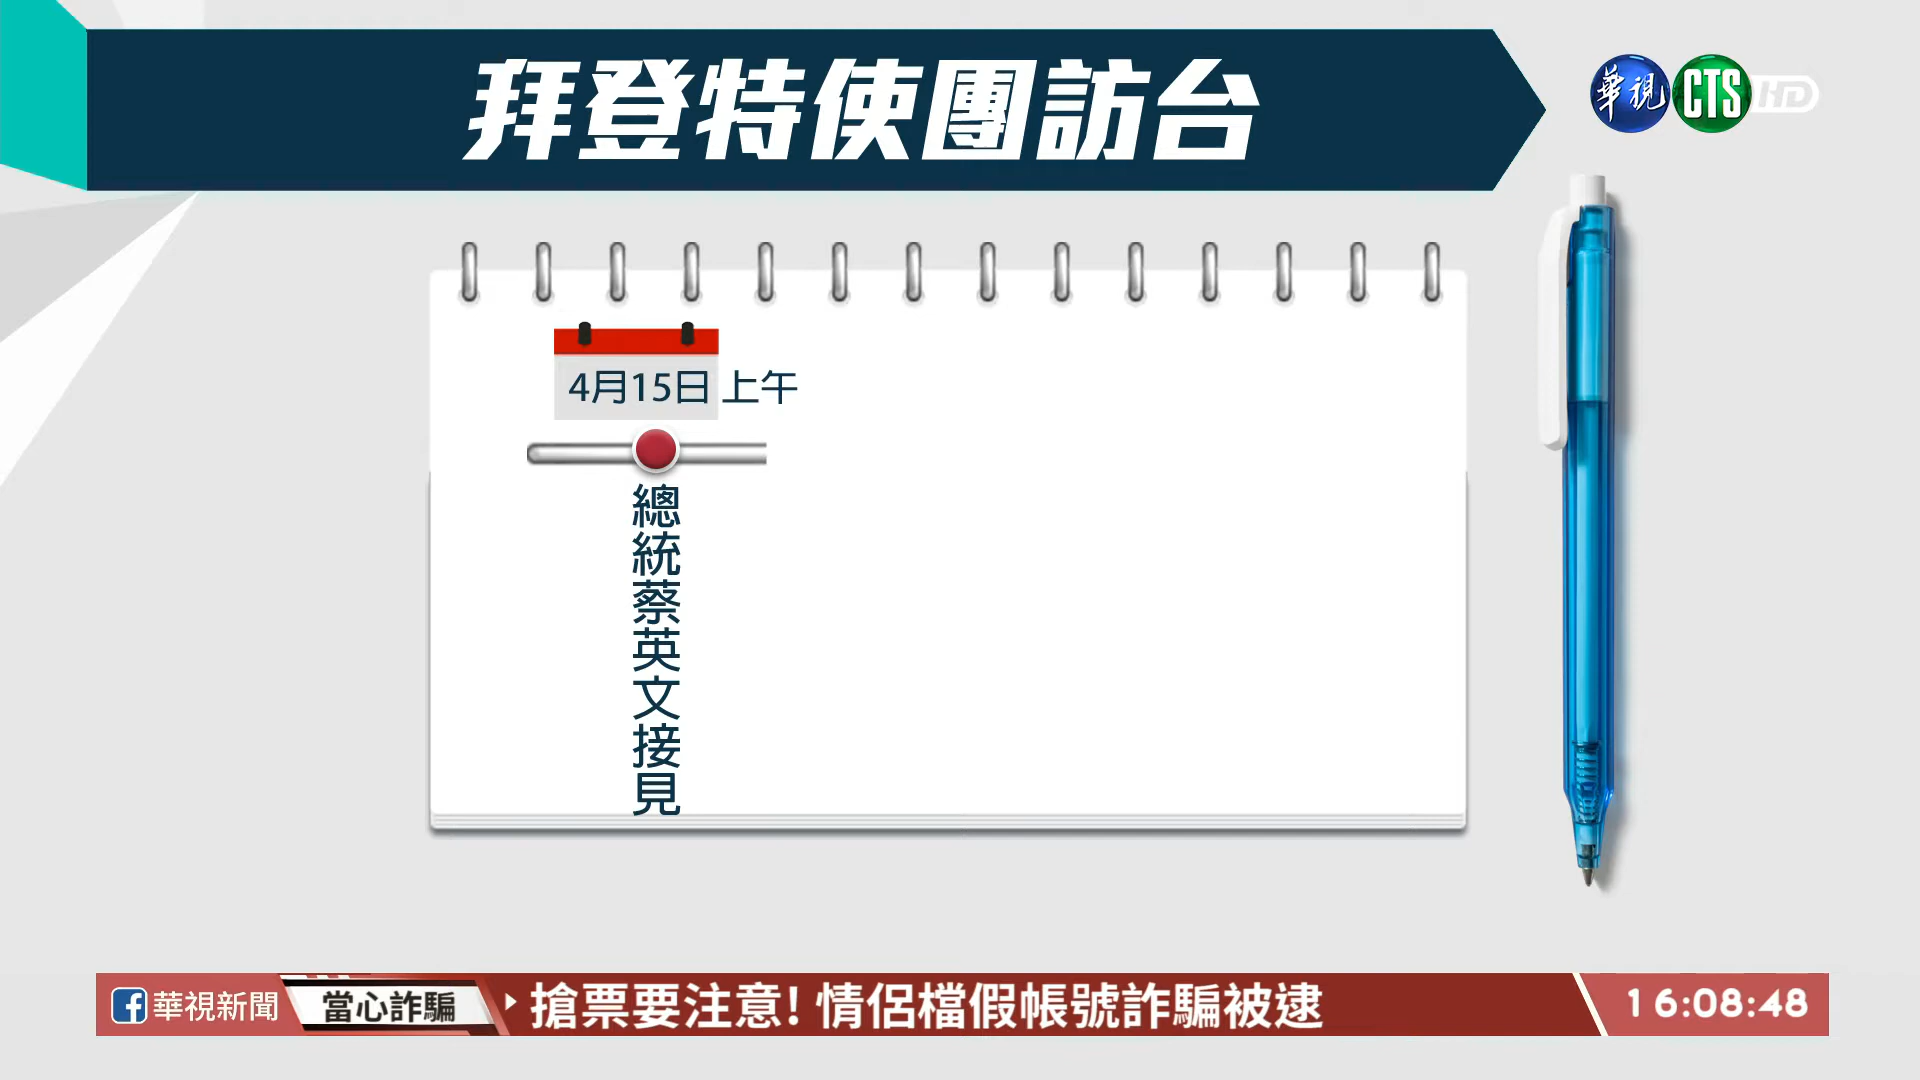 拜登特使團訪台
華視 CTS HD
4月15日 上午
總統蔡英文接見
華視新聞
當心詐騙
搶票要注意! 情侶檔假帳號詐騙被逮
16:08:48